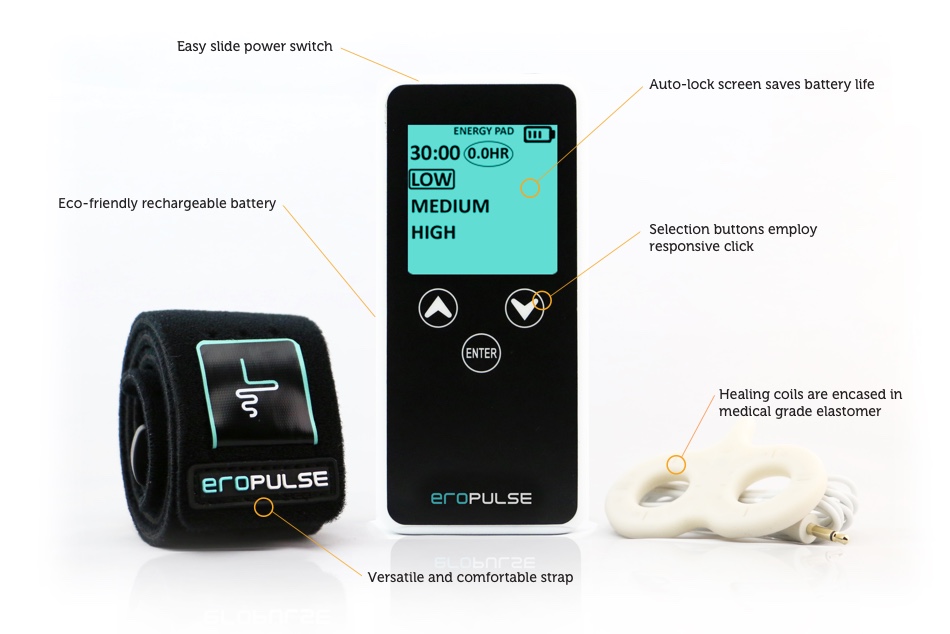 Easy slide power switch
Auto-lock screen saves battery life
ENERGY PAD
30:00 0.0HR
LOW
MEDIUM
HIGH
Eco-friendly rechargeable battery
Selection buttons employ
responsive click
ENTER
Healing coils are encased in
medical grade elastomer
eroPULSE
eroPULSE
Versatile and comfortable strap